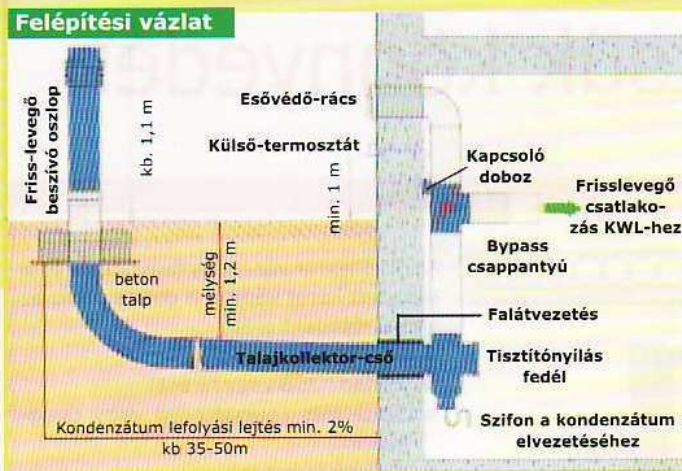 Felépítési vázlat
Friss-levegő
beszívó oszlop
kb. 1,1 m
Esővédő-rács
Külső-termosztát
min. 1 m
Kapcsoló
doboz
Frisslevegő
csatlako-
zás KWL-hez
Bypass
csappantyú
beton
talp
mélység
min. 1,2 m
Falátvezetés
Talajkollektor-cső
Tisztítónyílás
fedél
Kondenzátum lefolyási lejtés min. 2%
kb 35-50m
Szifon a kondenzátum
elvezetéséhez